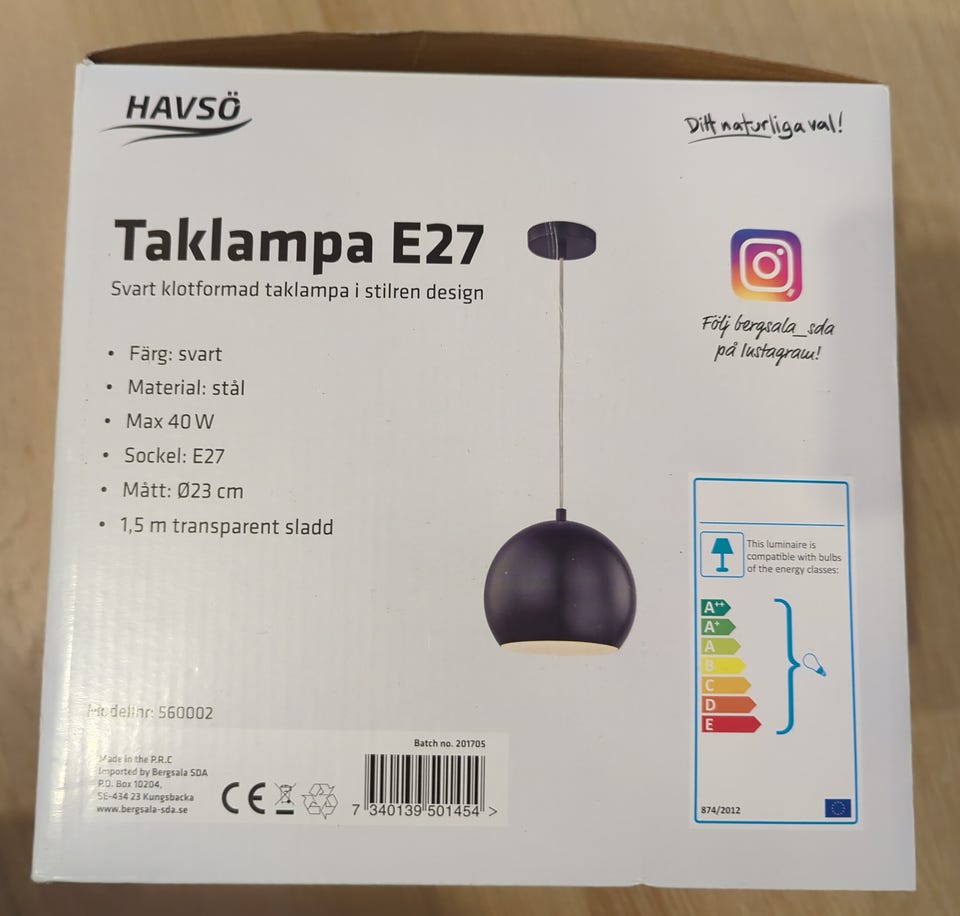 HAVSÖ
Ditt naturliga val!
Taklampa E27
Svart klotformad taklampa i stilren design
Följ bergsala_sda
på Instagram!
• Färg: svart
• Material: stål
• Max 40 W
• Sockel: E27
• Mått: Ø23 cm
• 1,5 m transparent sladd
This luminaire is
compatible with bulbs
of the energy classes:
A++
A+
A
B
C
D
E
874/2012
Modellnr: 560002
Batch no. 201705
Made in the P.R.C
Imported by Bergsala SDA
P.O. Box 10204,
SE-434 23 Kungsbacka
www.bergsala-sda.se
CE
7 340139 501454 >